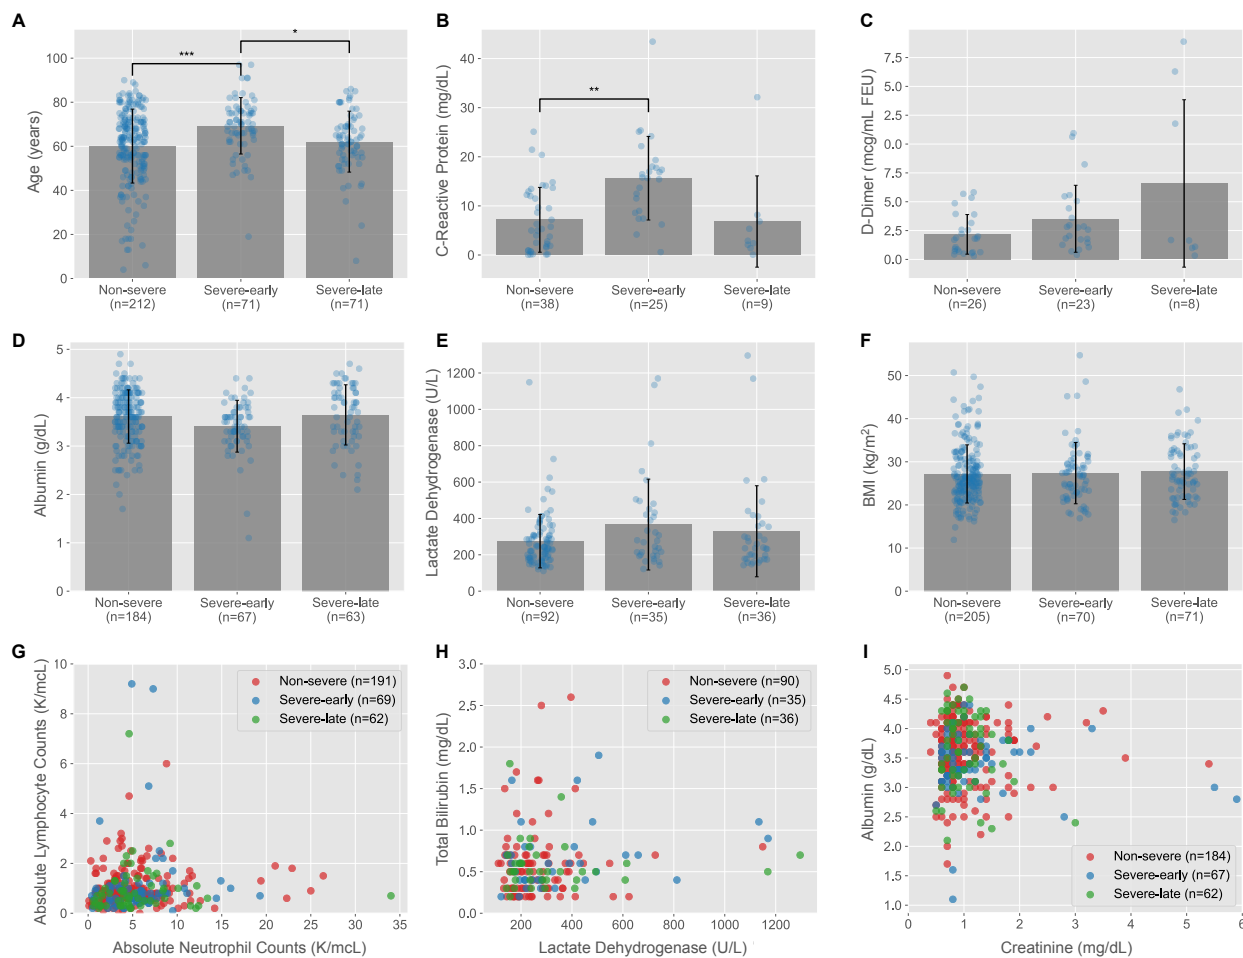 A
B
C
Age (years)
100
80
60
40
20
0
***
*
Non-severe
(n=212)
Severe-early
(n=71)
Severe-late
(n=71)
C-Reactive Protein (mg/dL)
40
30
20
10
0
**
Non-severe
(n=38)
Severe-early
(n=25)
Severe-late
(n=9)
D-Dimer (mcg/mL FEU)
7.5
5.0
2.5
0.0
7.5
5.0
2.5
0.0
Non-severe
(n=26)
Severe-early
(n=23)
Severe-late
(n=8)
D
E
F
Albumin (g/dL)
5
4
3
2
1
0
Non-severe
(n=184)
Severe-early
(n=67)
Severe-late
(n=63)
Lactate Dehydrogenase (U/L)
1200
1000
800
600
400
200
0
Non-severe
(n=92)
Severe-early
(n=35)
Severe-late
(n=36)
BMI (kg/m²)
50
40
30
20
10
0
Non-severe
(n=205)
Severe-early
(n=70)
Severe-late
(n=71)
G
H
I
Absolute Lymphocyte Counts (K/mcL)
10
8
6
4
2
0
Non-severe (n=191)
Severe-early (n=69)
Severe-late (n=62)
0 5 10 15 20 25 30 35
Absolute Neutrophil Counts (K/mcL)
Total Bilirubin (mg/dL)
3.0
2.5
2.0
1.5
1.0
0.5
0.0
Non-severe (n=90)
Severe-early (n=35)
Severe-late (n=36)
200 400 600 800 1000 1200
Lactate Dehydrogenase (U/L)
Albumin (g/dL)
5.0
4.5
4.0
3.5
3.0
2.5
2.0
1.5
1.0
Non-severe (n=184)
Severe-early (n=67)
Severe-late (n=62)
0 1 2 3 4 5 6
Creatinine (mg/dL)